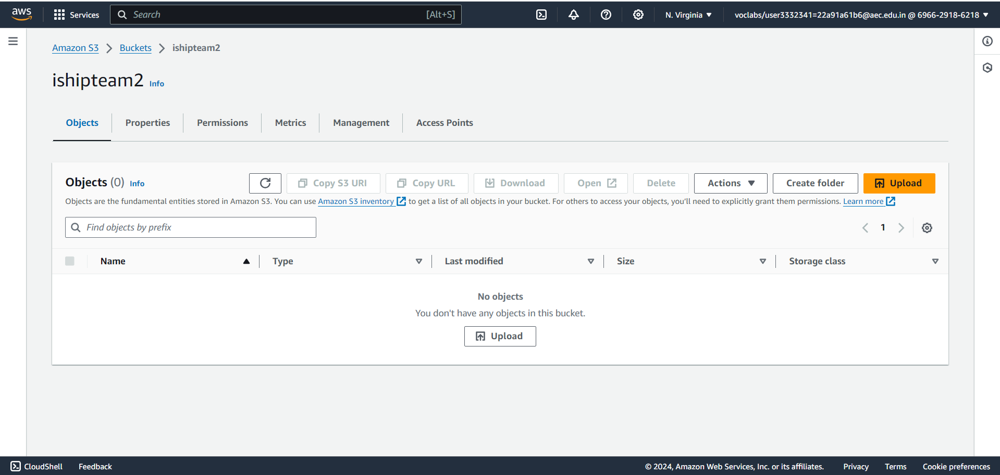 aws Services Search [Alt+S] N. Virginia voclabs/user3332341=22a91a61b6@aec.edu.in @ 6966-2918-6218
Amazon S3 Buckets ishipteam2
ishipteam2 Info
Objects Properties Permissions Metrics Management Access Points
Objects (0) Info Copy S3 URI Copy URL Download Open Delete Actions Create folder Upload
Objects are the fundamental entities stored in Amazon S3. You can use Amazon S3 inventory to get a list of all objects in your bucket. For others to access your objects, you'll need to explicitly grant them permissions. Learn more
Find objects by prefix 1
Name Type Last modified Size Storage class
No objects
You don't have any objects in this bucket.
Upload
CloudShell Feedback © 2024, Amazon Web Services, Inc. or its affiliates. Privacy Terms Cookie preferences